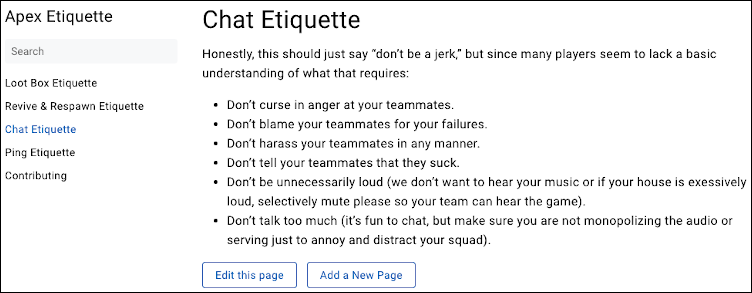 Apex Etiquette
Search
Loot Box Etiquette
Revive & Respawn Etiquette
Chat Etiquette
Ping Etiquette
Contributing
Chat Etiquette
Honestly, this should just say “don’t be a jerk,” but since many players seem to lack a basic
understanding of what that requires:
• Don’t curse in anger at your teammates.
• Don’t blame your teammates for your failures.
• Don’t harass your teammates in any manner.
• Don’t tell your teammates that they suck.
• Don’t be unnecessarily loud (we don’t want to hear your music or if your house is exessively
loud, selectively mute please so your team can hear the game).
• Don’t talk too much (it’s fun to chat, but make sure you are not monopolizing the audio or
serving just to annoy and distract your squad).
Edit this page
Add a New Page